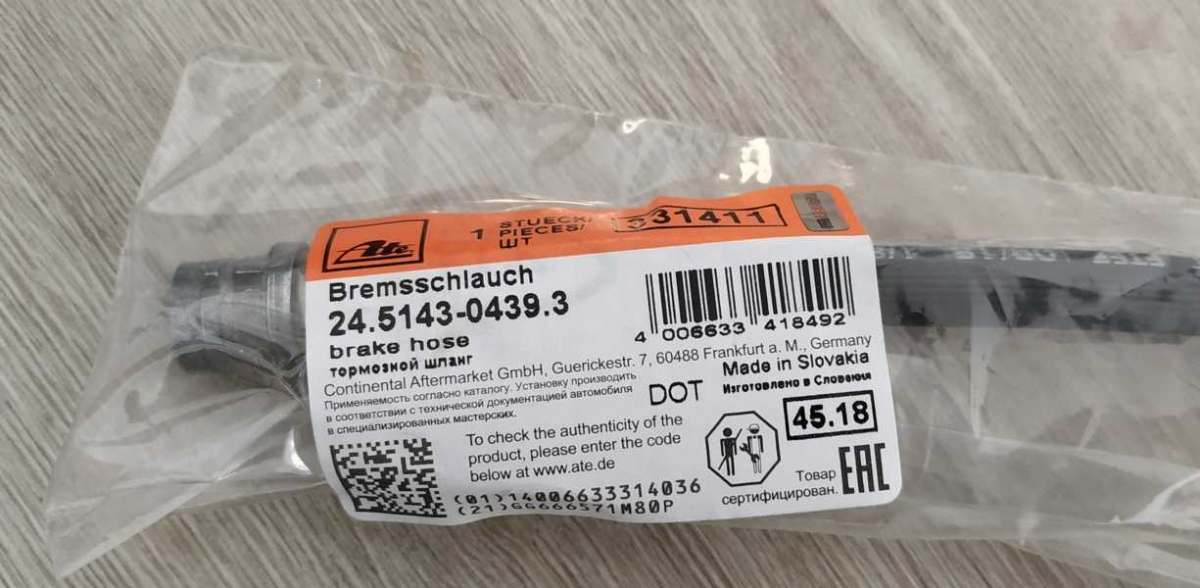 Ate
1
STUECK/
PIECES/
ШТ
331411
Bremsschlauch
24.5143-0439.3
brake hose
тормозной шланг
4 006633 418492
Continental Aftermarket GmbH, Guerickestr. 7, 60488 Frankfurt a. M., Germany
Применяемость согласно каталогу. Установку производить
в соответствии с технической документацией автомобиля
в специализированных мастерских.
DOT
Made in Slovakia
Изготовлено в Словакии
45.18
To check the authenticity of the
product, please enter the code
below at www.ate.de
(01)14006633314036
(21)GG666571M80P
Товар
сертифицирован.
EAC